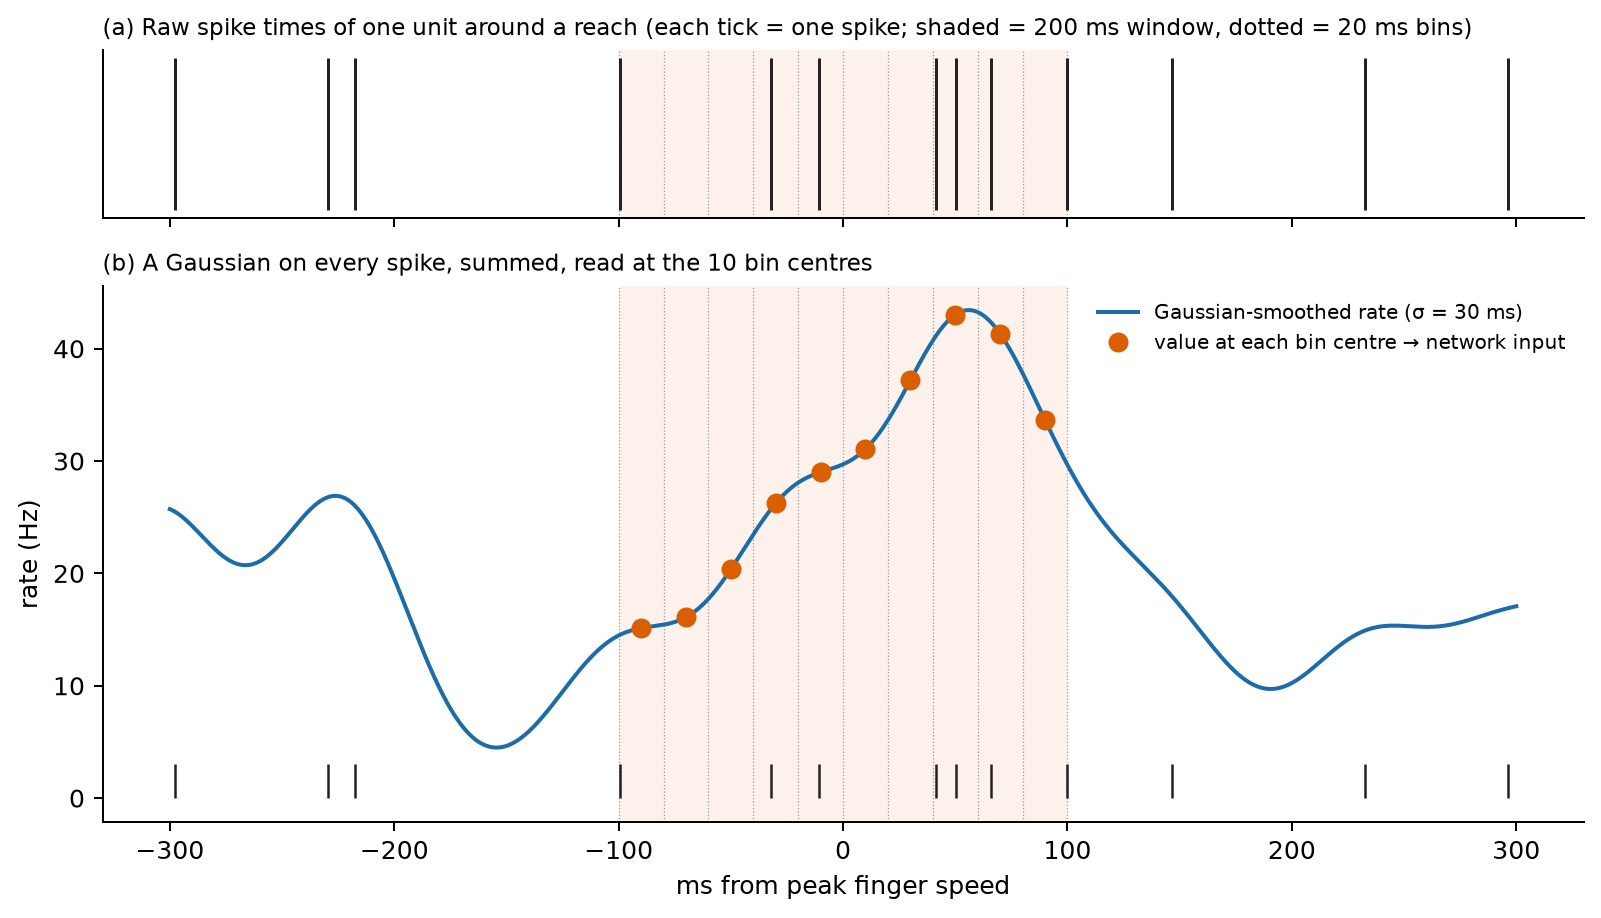 (a) Raw spike times of one unit around a reach (each tick = one spike; shaded = 200 ms window, dotted = 20 ms bins)
(b) A Gaussian on every spike, summed, read at the 10 bin centres
Gaussian-smoothed rate (σ = 30 ms)
value at each bin centre → network input
rate (Hz)
40
30
20
10
0
−300 −200 −100 0 100 200 300
ms from peak finger speed